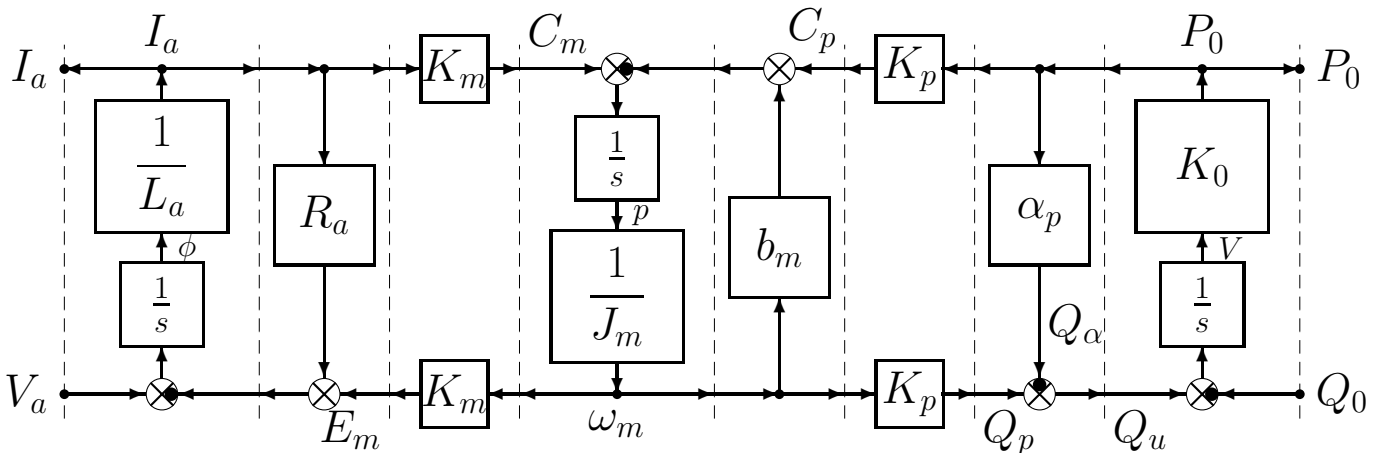 I_a C_m C_p P_0
I_a K_m K_p P_0
1/s
1/L_a R_a p α_p K_0
φ b_m V
1/s 1/J_m 1/s
Q_α
V_a K_m K_p Q_0
E_m ω_m Q_p Q_u